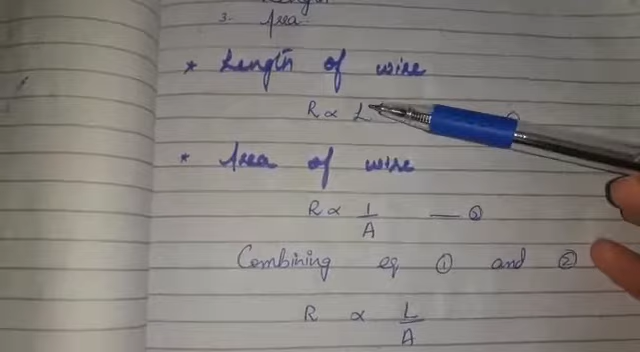 3. Area
* Length of wire
R ∝ L
* Area of wire
R ∝ 1/A — ②
Combining eq ① and ②
R ∝ L/A